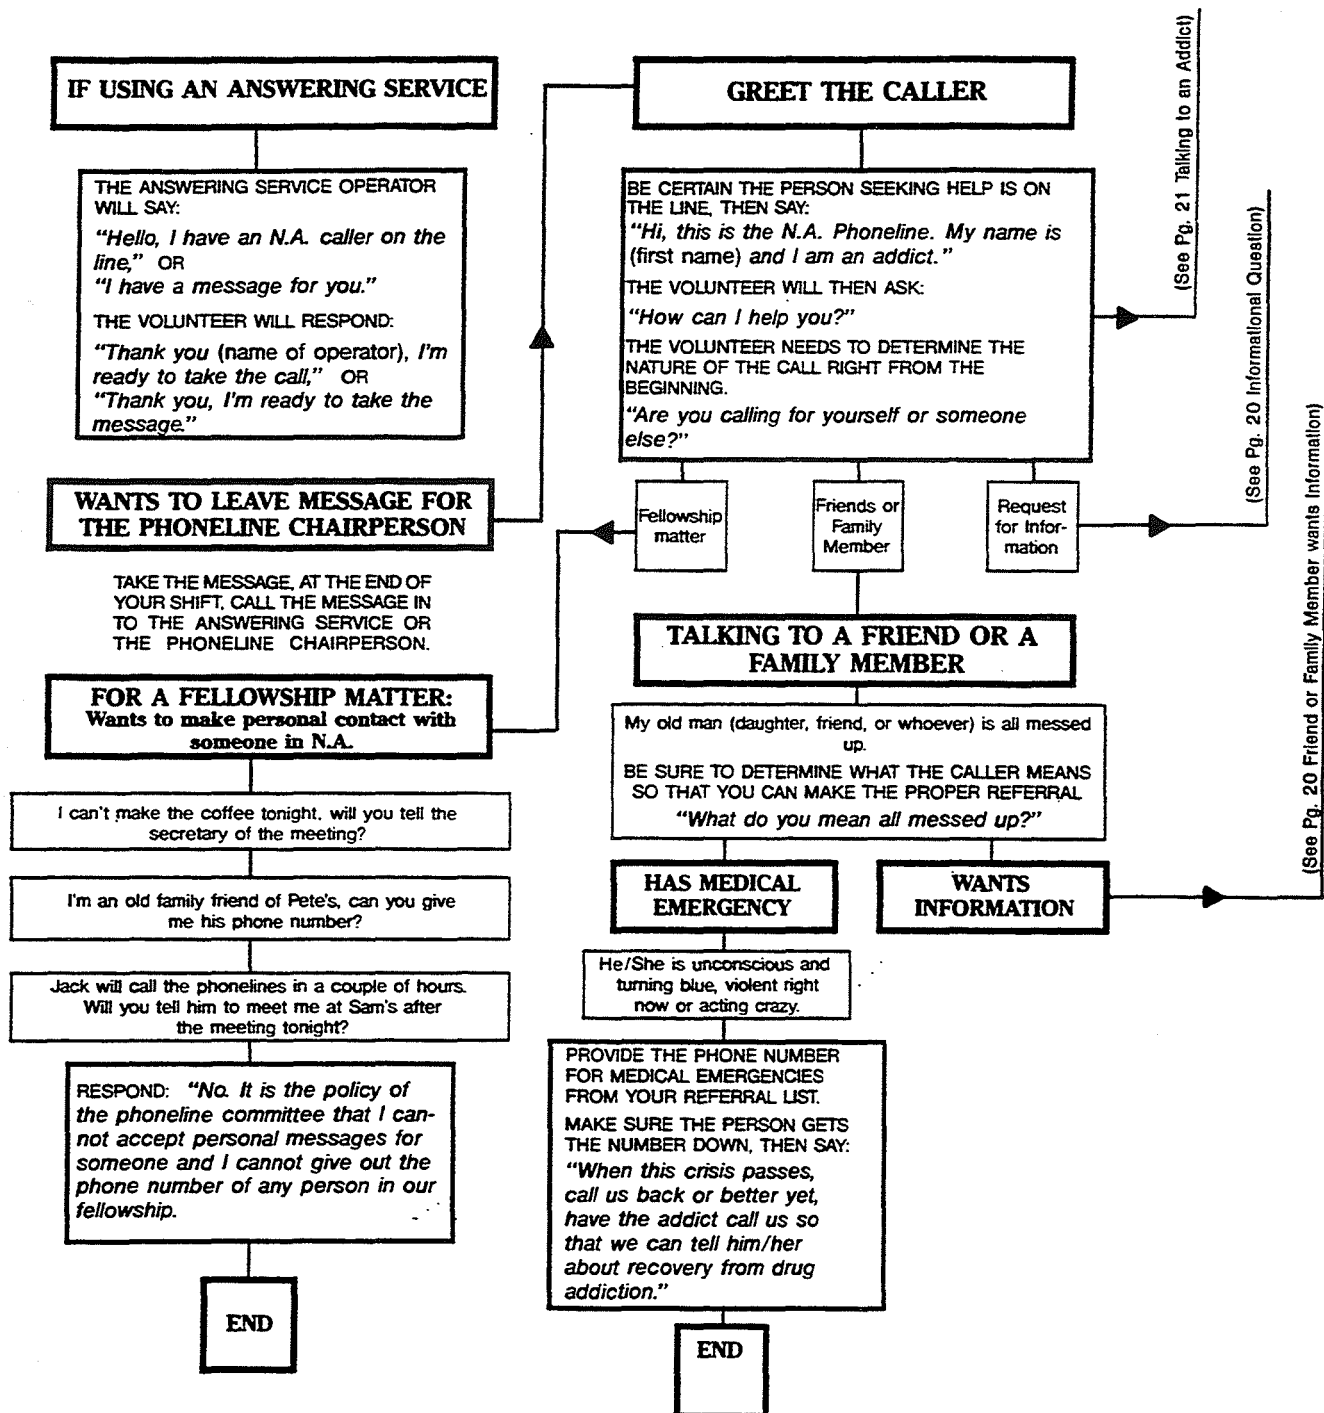 IF USING AN ANSWERING SERVICE
THE ANSWERING SERVICE OPERATOR
WILL SAY:
"Hello, I have an N.A. caller on the
line," OR
"I have a message for you."
THE VOLUNTEER WILL RESPOND:
"Thank you (name of operator), I'm
ready to take the call," OR
"Thank you, I'm ready to take the
message."
WANTS TO LEAVE MESSAGE FOR
THE PHONELINE CHAIRPERSON
TAKE THE MESSAGE, AT THE END OF
YOUR SHIFT, CALL THE MESSAGE IN
TO THE ANSWERING SERVICE OR
THE PHONELINE CHAIRPERSON.
FOR A FELLOWSHIP MATTER:
Wants to make personal contact with
someone in N.A.
I can't make the coffee tonight, will you tell the
secretary of the meeting?
I'm an old family friend of Pete's, can you give
me his phone number?
Jack will call the phonelines in a couple of hours.
Will you tell him to meet me at Sam's after
the meeting tonight?
RESPOND: "No. It is the policy of
the phoneline committee that I can-
not accept personal messages for
someone and I cannot give out the
phone number of any person in our
fellowship.
END
GREET THE CALLER
BE CERTAIN THE PERSON SEEKING HELP IS ON
THE LINE, THEN SAY:
"Hi, this is the N.A. Phoneline. My name is
(first name) and I am an addict."
THE VOLUNTEER WILL THEN ASK:
"How can I help you?"
THE VOLUNTEER NEEDS TO DETERMINE THE
NATURE OF THE CALL RIGHT FROM THE
BEGINNING.
"Are you calling for yourself or someone
else?"
Fellowship
matter
Friends or
Family
Member
Request
for Infor-
mation
TALKING TO A FRIEND OR A
FAMILY MEMBER
My old man (daughter, friend, or whoever) is all messed
up.
BE SURE TO DETERMINE WHAT THE CALLER MEANS
SO THAT YOU CAN MAKE THE PROPER REFERRAL
"What do you mean all messed up?"
HAS MEDICAL
EMERGENCY
WANTS
INFORMATION
He/She is unconscious and
turning blue, violent right
now or acting crazy.
PROVIDE THE PHONE NUMBER
FOR MEDICAL EMERGENCIES
FROM YOUR REFERRAL LIST.
MAKE SURE THE PERSON GETS
THE NUMBER DOWN, THEN SAY:
"When this crisis passes,
call us back or better yet,
have the addict call us so
that we can tell him/her
about recovery from drug
addiction."
END
(See Pg. 21 Talking to an Addict)
(See Pg. 20 Informational Question)
(See Pg. 20 Friend or Family Member wants Information)